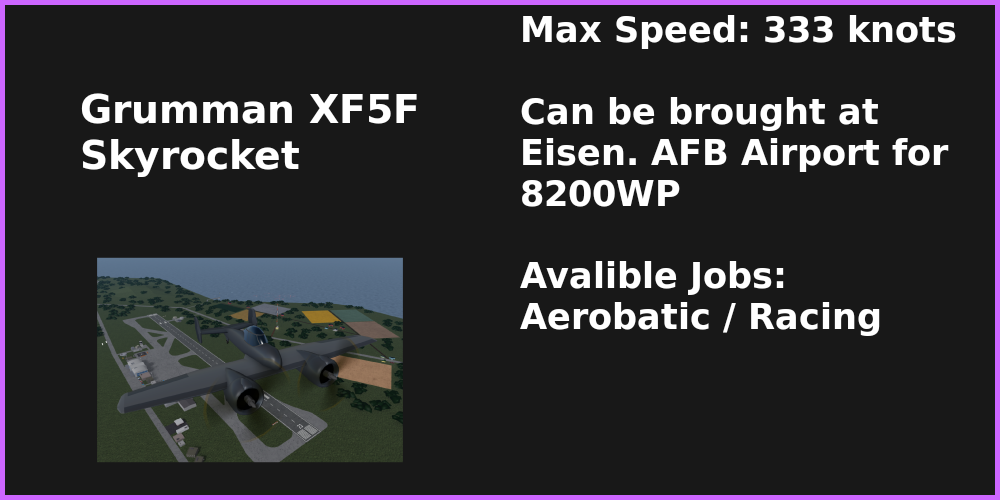 Grumman XF5F
Skyrocket
Max Speed: 333 knots
Can be brought at
Eisen. AFB Airport for
8200WP
Avalible Jobs:
Aerobatic / Racing